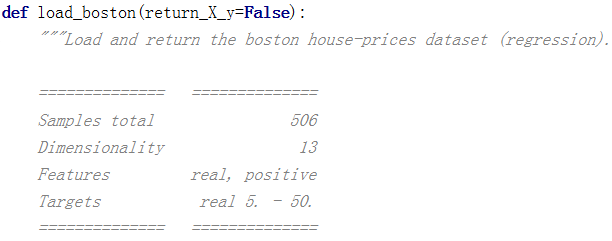 def load_boston(return_X_y=False):
"""Load and return the boston house-prices dataset (regression).
============== ==============
Samples total 506
Dimensionality 13
Features real, positive
Targets real 5. - 50.
============== ==============